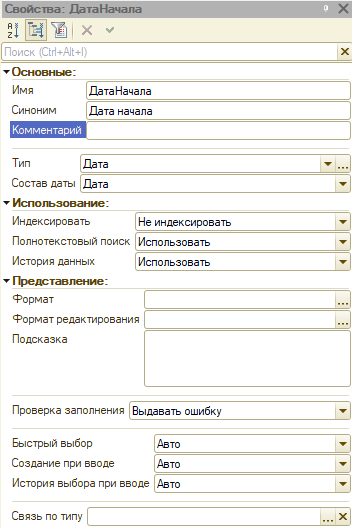 Свойства: ДатаНачала
Поиск (Ctrl+Alt+I)
Основные:
Имя ДатаНачала
Синоним Дата начала
Комментарий
Тип Дата
Состав даты Дата
Использование:
Индексировать Не индексировать
Полнотекстовый поиск Использовать
История данных Использовать
Представление:
Формат
Формат редактирования
Подсказка
Проверка заполнения Выдавать ошибку
Быстрый выбор Авто
Создание при вводе Авто
История выбора при вводе Авто
Связь по типу